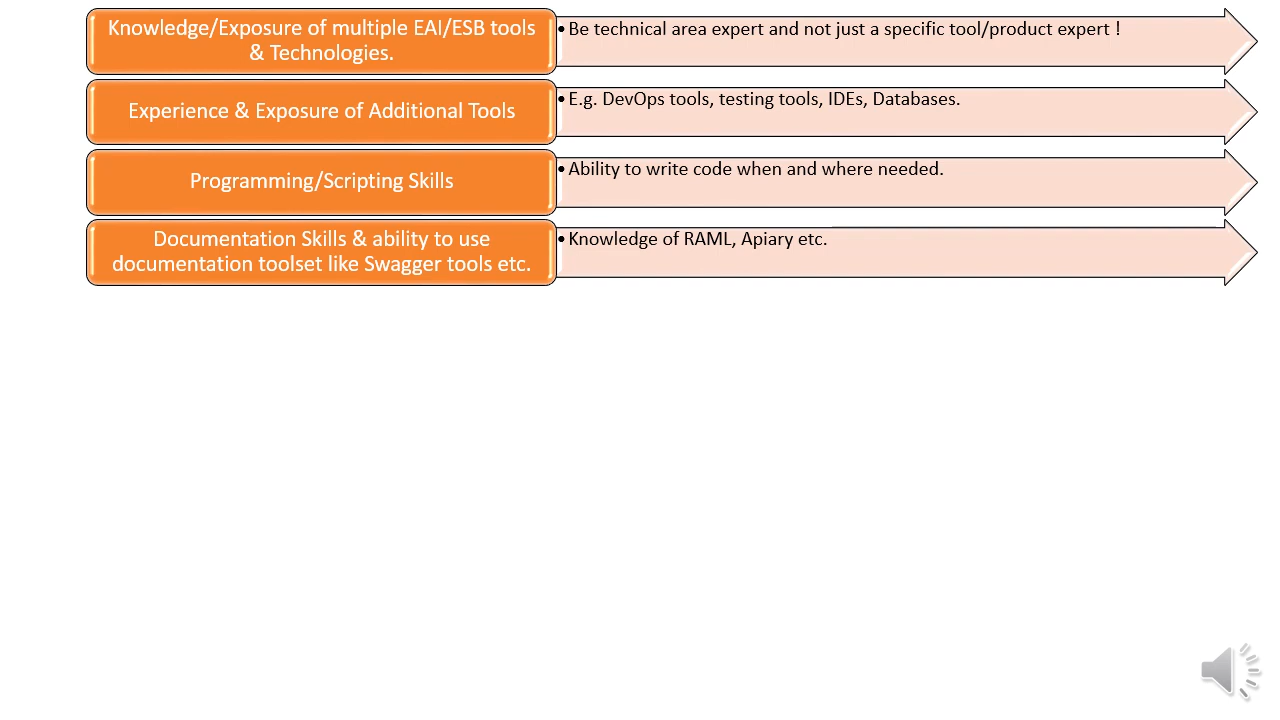 Knowledge/Exposure of multiple EAI/ESB tools
& Technologies.
• Be technical area expert and not just a specific tool/product expert !
Experience & Exposure of Additional Tools
• E.g. DevOps tools, testing tools, IDEs, Databases.
Programming/Scripting Skills
• Ability to write code when and where needed.
Documentation Skills & ability to use
documentation toolset like Swagger tools etc.
• Knowledge of RAML, Apiary etc.